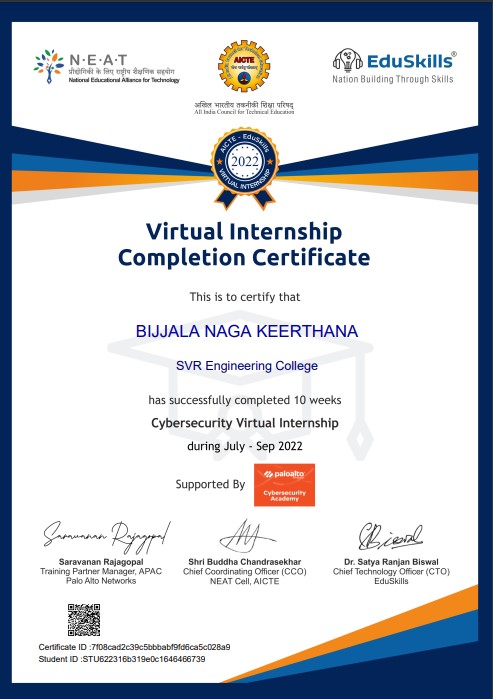 N·E·A·T
प्रौद्योगिकी के लिए राष्ट्रीय शैक्षणिक सहयोग
National Educational Alliance for Technology
AICTE
अखिल भारतीय तकनीकी शिक्षा परिषद्
All India Council for Technical Education
EduSkills®
Nation Building Through Skills
AICTE - EduSkills
2022
VIRTUAL INTERNSHIP
Virtual Internship
Completion Certificate
This is to certify that
BIJJALA NAGA KEERTHANA
SVR Engineering College
has successfully completed 10 weeks
Cybersecurity Virtual Internship
during July - Sep 2022
Supported By
paloalto
Cybersecurity
Academy
Saravanan Rajagopal
Saravanan Rajagopal
Training Partner Manager, APAC
Palo Alto Networks
Shri Buddha Chandrasekhar
Chief Coordinating Officer (CCO)
NEAT Cell, AICTE
Dr. Satya Ranjan Biswal
Chief Technology Officer (CTO)
EduSkills
Certificate ID :7f08cad2c39c5bbbabf9fd6ca5c028a9
Student ID :STU622316b319e0c1646466739